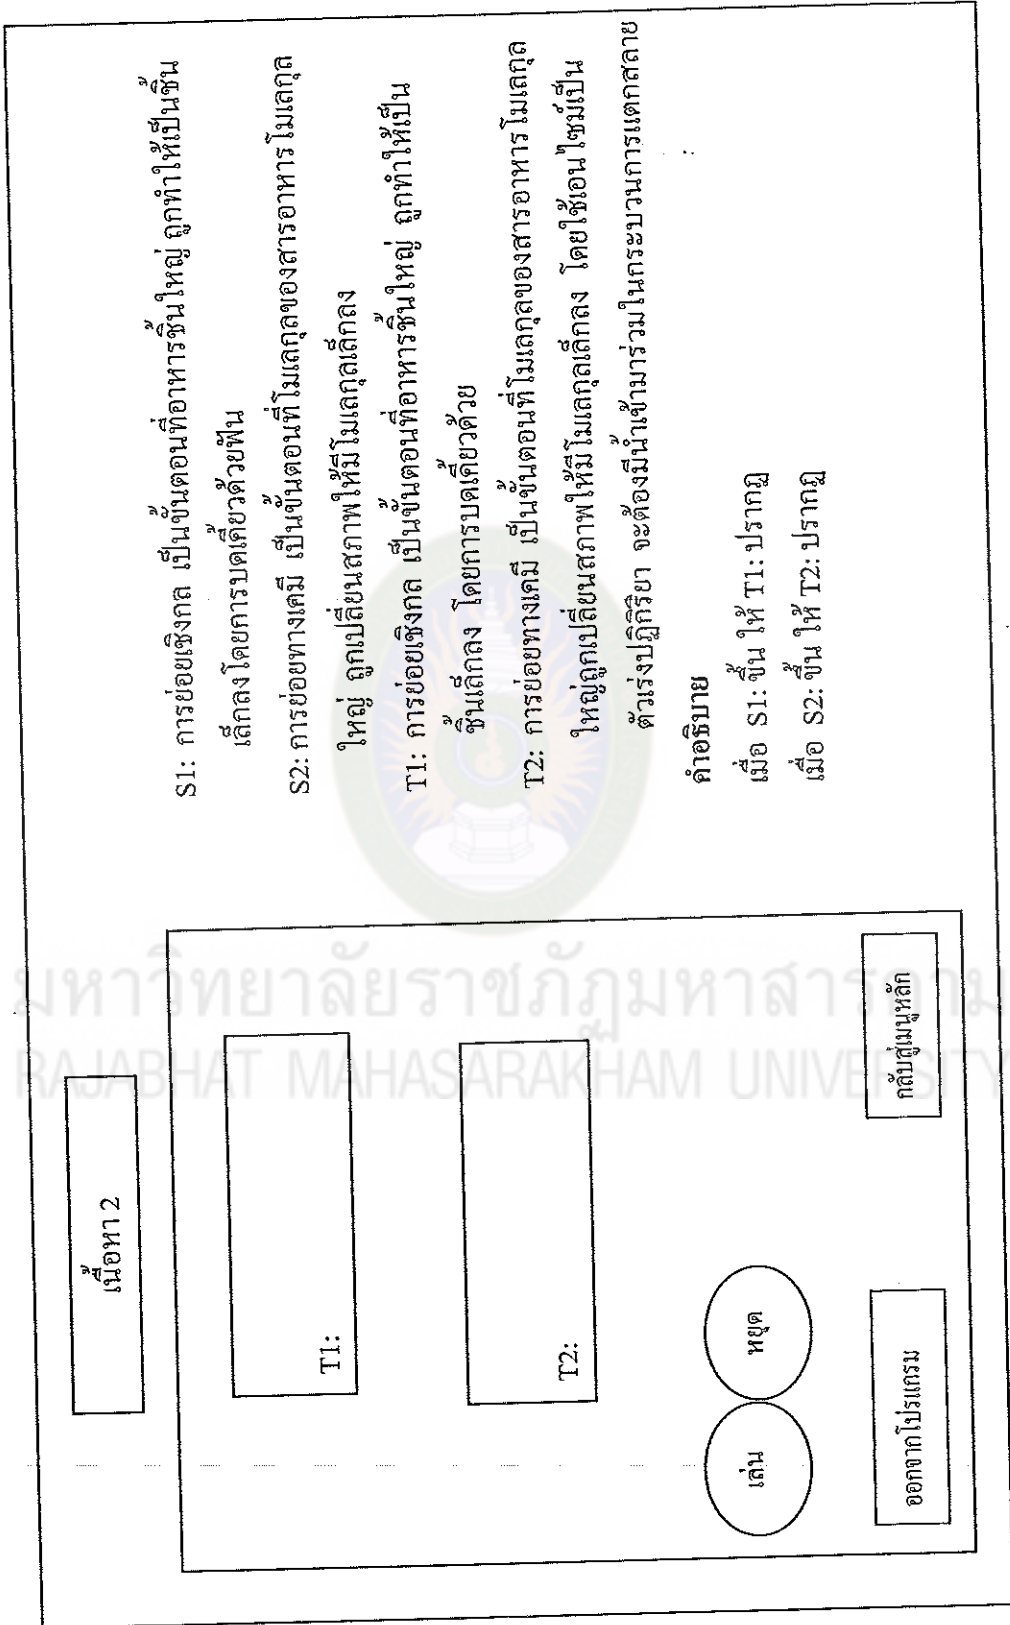 เนื้อหา 2
T1:
T2:
เล่น
หยุด
ออกจากโปรแกรม
กลับสู่เมนูหลัก
S1: การย่อยเชิงกล เป็นขั้นตอนที่อาหารชิ้นใหญ่ ถูกทำให้เป็นชิ้น
เล็กลงโดยการบดเคี้ยวด้วยฟัน
S2: การย่อยทางเคมี เป็นขั้นตอนที่โมเลกุลของสารอาหารโมเลกุล
ใหญ่ ถูกเปลี่ยนสภาพให้มีโมเลกุลเล็กลง
T1: การย่อยเชิงกล เป็นขั้นตอนที่อาหารชิ้นใหญ่ ถูกทำให้เป็น
ชิ้นเล็กลง โดยการบดเคี้ยวด้วย
T2: การย่อยทางเคมี เป็นขั้นตอนที่โมเลกุลของสารอาหารโมเลกุล
ใหญ่ถูกเปลี่ยนสภาพให้มีโมเลกุลเล็กลง โดยใช้เอนไซม์เป็น
ตัวเร่งปฏิกิริยา จะต้องมีน้ำเข้ามาร่วมในกระบวนการแตกสลาย
คำอธิบาย
เมื่อ S1: ขึ้น ให้ T1: ปรากฏ
เมื่อ S2: ขึ้น ให้ T2: ปรากฏ
มหาวิทยาลัยราชภัฏมหาสารคาม
RAJABHAT MAHASARAKHAM UNIVERSITY